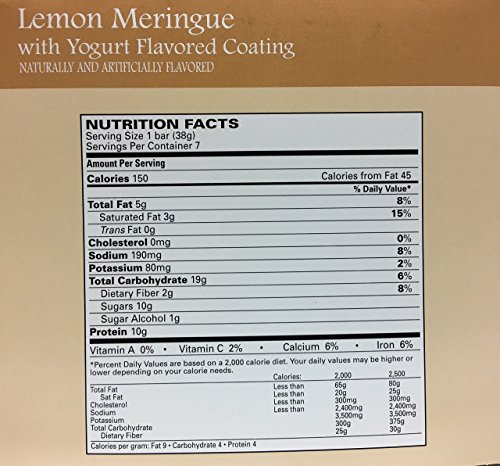 Lemon Meringue
with Yogurt Flavored Coating
NATURALLY AND ARTIFICIALLY FLAVORED
NUTRITION FACTS
Serving Size 1 bar (38g)
Servings Per Container 7
Amount Per Serving
Calories 150 Calories from Fat 45
% Daily Value*
Total Fat 5g 8%
Saturated Fat 3g 15%
Trans Fat 0g
Cholesterol 0mg 0%
Sodium 190mg 8%
Potassium 80mg 2%
Total Carbohydrate 19g 6%
Dietary Fiber 2g 8%
Sugars 10g
Sugar Alcohol 1g
Protein 10g
Vitamin A 0% • Vitamin C 2% • Calcium 6% • Iron 6%
*Percent Daily Values are based on a 2,000 calorie diet. Your daily values may be higher or
lower depending on your calorie needs.
Calories: 2,000 2,500
Total Fat Less than 65g 80g
Sat Fat Less than 20g 25g
Cholesterol Less than 300mg 300mg
Sodium Less than 2,400mg 2,400mg
Potassium 3,500mg 3,500mg
Total Carbohydrate 300g 375g
Dietary Fiber 25g 30g
Calories per gram: Fat 9 • Carbohydrate 4 • Protein 4